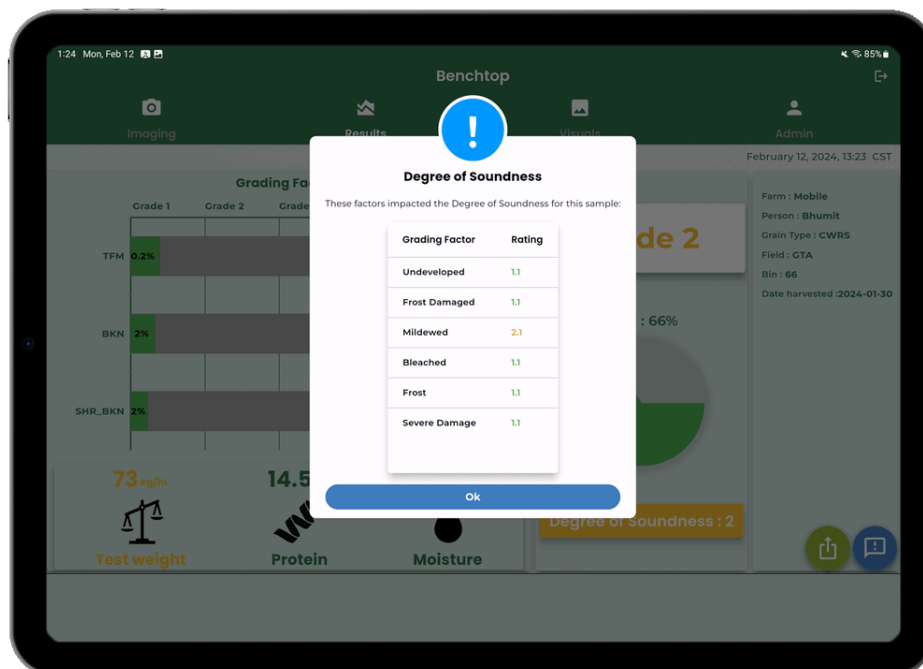 1:24 Mon, Feb 12
85%
Benchtop
Imaging
Results
Visuals
Admin
February 12, 2024, 13:23 CST
Grading Fa
Grade 1 Grade 2 Grade
TFM 0.2%
BKN 2%
SHR_BKN 2%
73 kg/hl
Test weight
14.5
Protein
Moisture
Degree of Soundness
These factors impacted the Degree of Soundness for this sample:
Grading Factor Rating
Undeveloped 1.1
Frost Damaged 1.1
Mildewed 2.1
Bleached 1.1
Frost 1.1
Severe Damage 1.1
Ok
de 2
: 66%
Degree of Soundness : 2
Farm : Mobile
Person : Bhumit
Grain Type : CWRS
Field : GTA
Bin : 66
Date harvested :2024-01-30